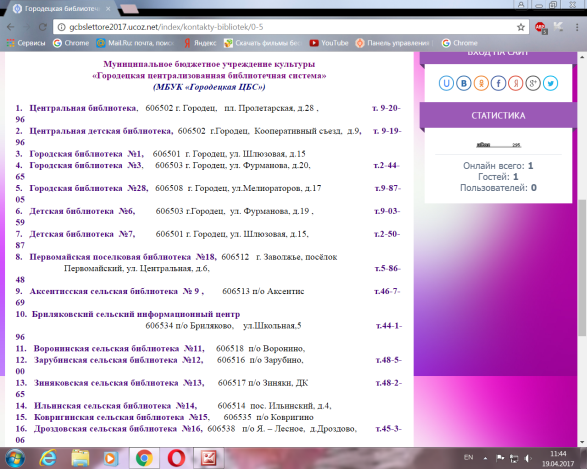 Городецкая библиотека
gcbslettore2017.ucoz.net/index/kontakty-bibliotek/0-5
Сервисы Chrome Mail.Ru: почта, поиск Яндекс Скачать фильмы бе YouTube Панель управления Chrome
Муниципальное бюджетное учреждение культуры
«Городецкая централизованная библиотечная система»
(МБУК «Городецкая ЦБС»)
1. Центральная библиотека, 606502 г. Городец, пл. Пролетарская, д.28 , т. 9-20-
96
2. Центральная детская библиотека, 606502 г.Городец, Кооперативный съезд, д.9, т. 9-19-
96
3. Городская библиотека №1, 606501 г. Городец, ул. Шлюзовая, д.15
4. Городская библиотека №3, 606503 г. Городец, ул. Фурманова, д.20, т.2-44-
65
5. Городская библиотека №28, 606508 г. Городец, ул.Мелиораторов, д.17 т.9-87-
05
6. Детская библиотека №6, 606503 г.Городец, ул. Фурманова, д.19 , т.9-03-
59
7. Детская библиотека №7, 606501 г. Городец, ул. Шлюзовая, д.15, т.2-50-
87
8. Первомайская поселковая библиотека №18, 606512 г. Заволжье, посёлок
Первомайский, ул. Центральная, д.6, т.5-86-
48
9. Аксентисская сельская библиотека № 9 , 606513 п/о Аксентис т.46-7-
69
10. Бриляковский сельский информационный центр
606534 п/о Бриляково, ул.Школьная,5 т.44-1-
96
11. Воронинская сельская библиотека №11, 606518 п/о Воронино,
12. Зарубинская сельская библиотека №12, 606516 п/о Зарубино, т.48-5-
00
13. Зиняковская сельская библиотека №13, 606517 п/о Зиняки, ДК т.48-2-
65
14. Ильинская сельская библиотека №14, 606514 пос. Ильинский, д.4,
15. Ковригинская сельская библиотека №15, 606535 п/о Ковригино
16. Дроздовская сельская библиотека №16, 606538 п/о Я. – Лесное, д.Дроздово, т.45-3-
06
ВХОД НА САЙТ
СТАТИСТИКА
Онлайн всего: 1
Гостей: 1
Пользователей: 0
EN
11:44
19.04.2017